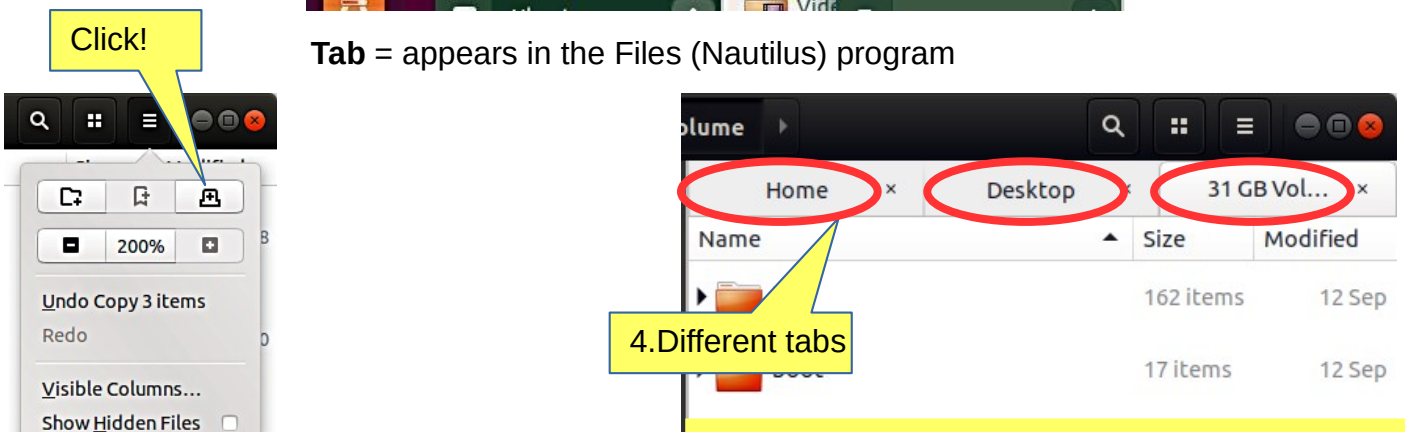 Click!
Tab = appears in the Files (Nautilus) program
200%
Undo Copy 3 items
Redo
Visible Columns...
Show Hidden Files
8
0
olume
Home × Desktop × 31 GB Vol... ×
Name Size Modified
162 items 12 Sep
4.Different tabs
17 items 12 Sep